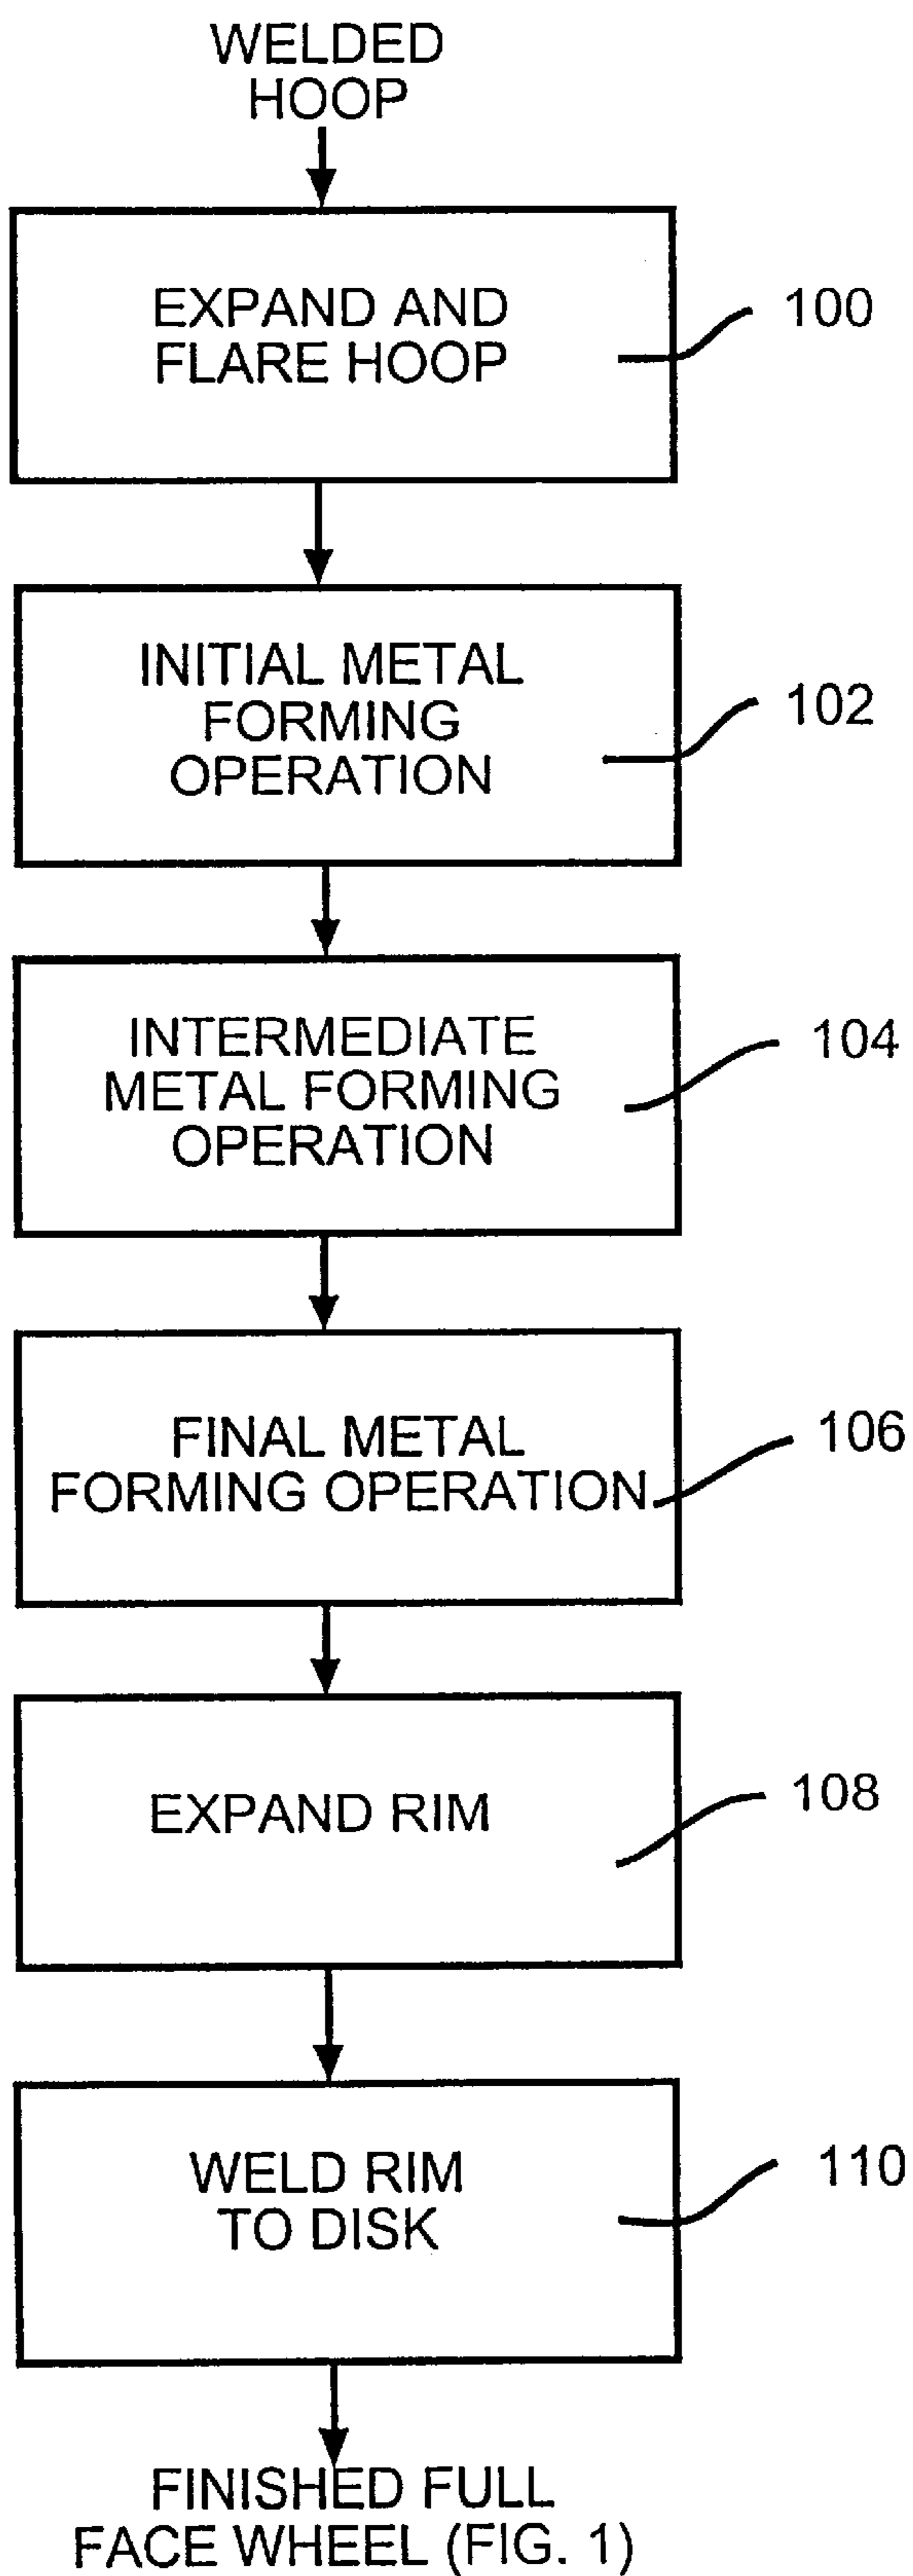 WELDED
HOOP
EXPAND AND
FLARE HOOP
100
INITIAL METAL
FORMING
OPERATION
102
INTERMEDIATE
METAL FORMING
OPERATION
104
FINAL METAL
FORMING OPERATION
106
EXPAND RIM
108
WELD RIM
TO DISK
110
FINISHED FULL
FACE WHEEL (FIG. 1)